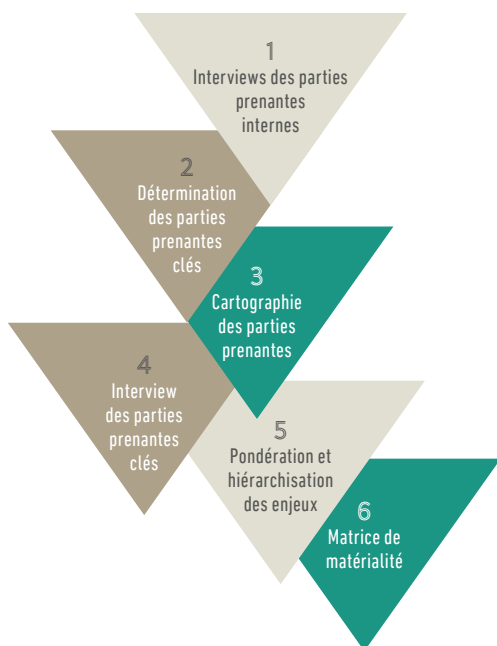 1
Interviews des parties
prenantes
internes
2
Détermination
des parties
prenantes
clés
3
Cartographie
des parties
prenantes
4
Interview
des parties
prenantes
clés
5
Pondération et
hiérarchisation
des enjeux
6
Matrice de
matérialité